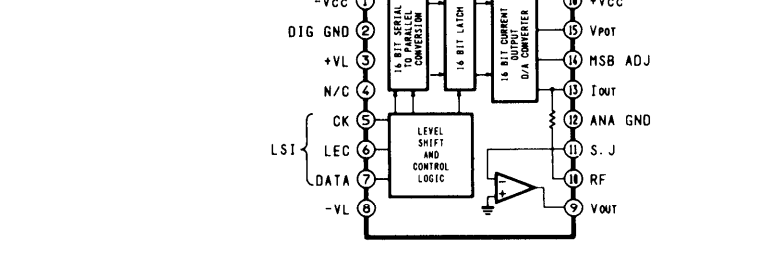 -VCC 1
DIG GND 2
+VL 3
N/C 4
CK 5
LSI
LEC 6
DATA 7
-VL 8
16 BIT SERIAL
TO PARALLEL
CONVERSION
16 BIT LATCH
16 BIT CURRENT
OUTPUT
D/A CONVERTER
LEVEL
SHIFT
AND
CONTROL
LOGIC
-
+
16 +VCC
15 VPOT
14 MSB ADJ
13 IOUT
12 ANA GND
11 S.J
10 RF
9 VOUT